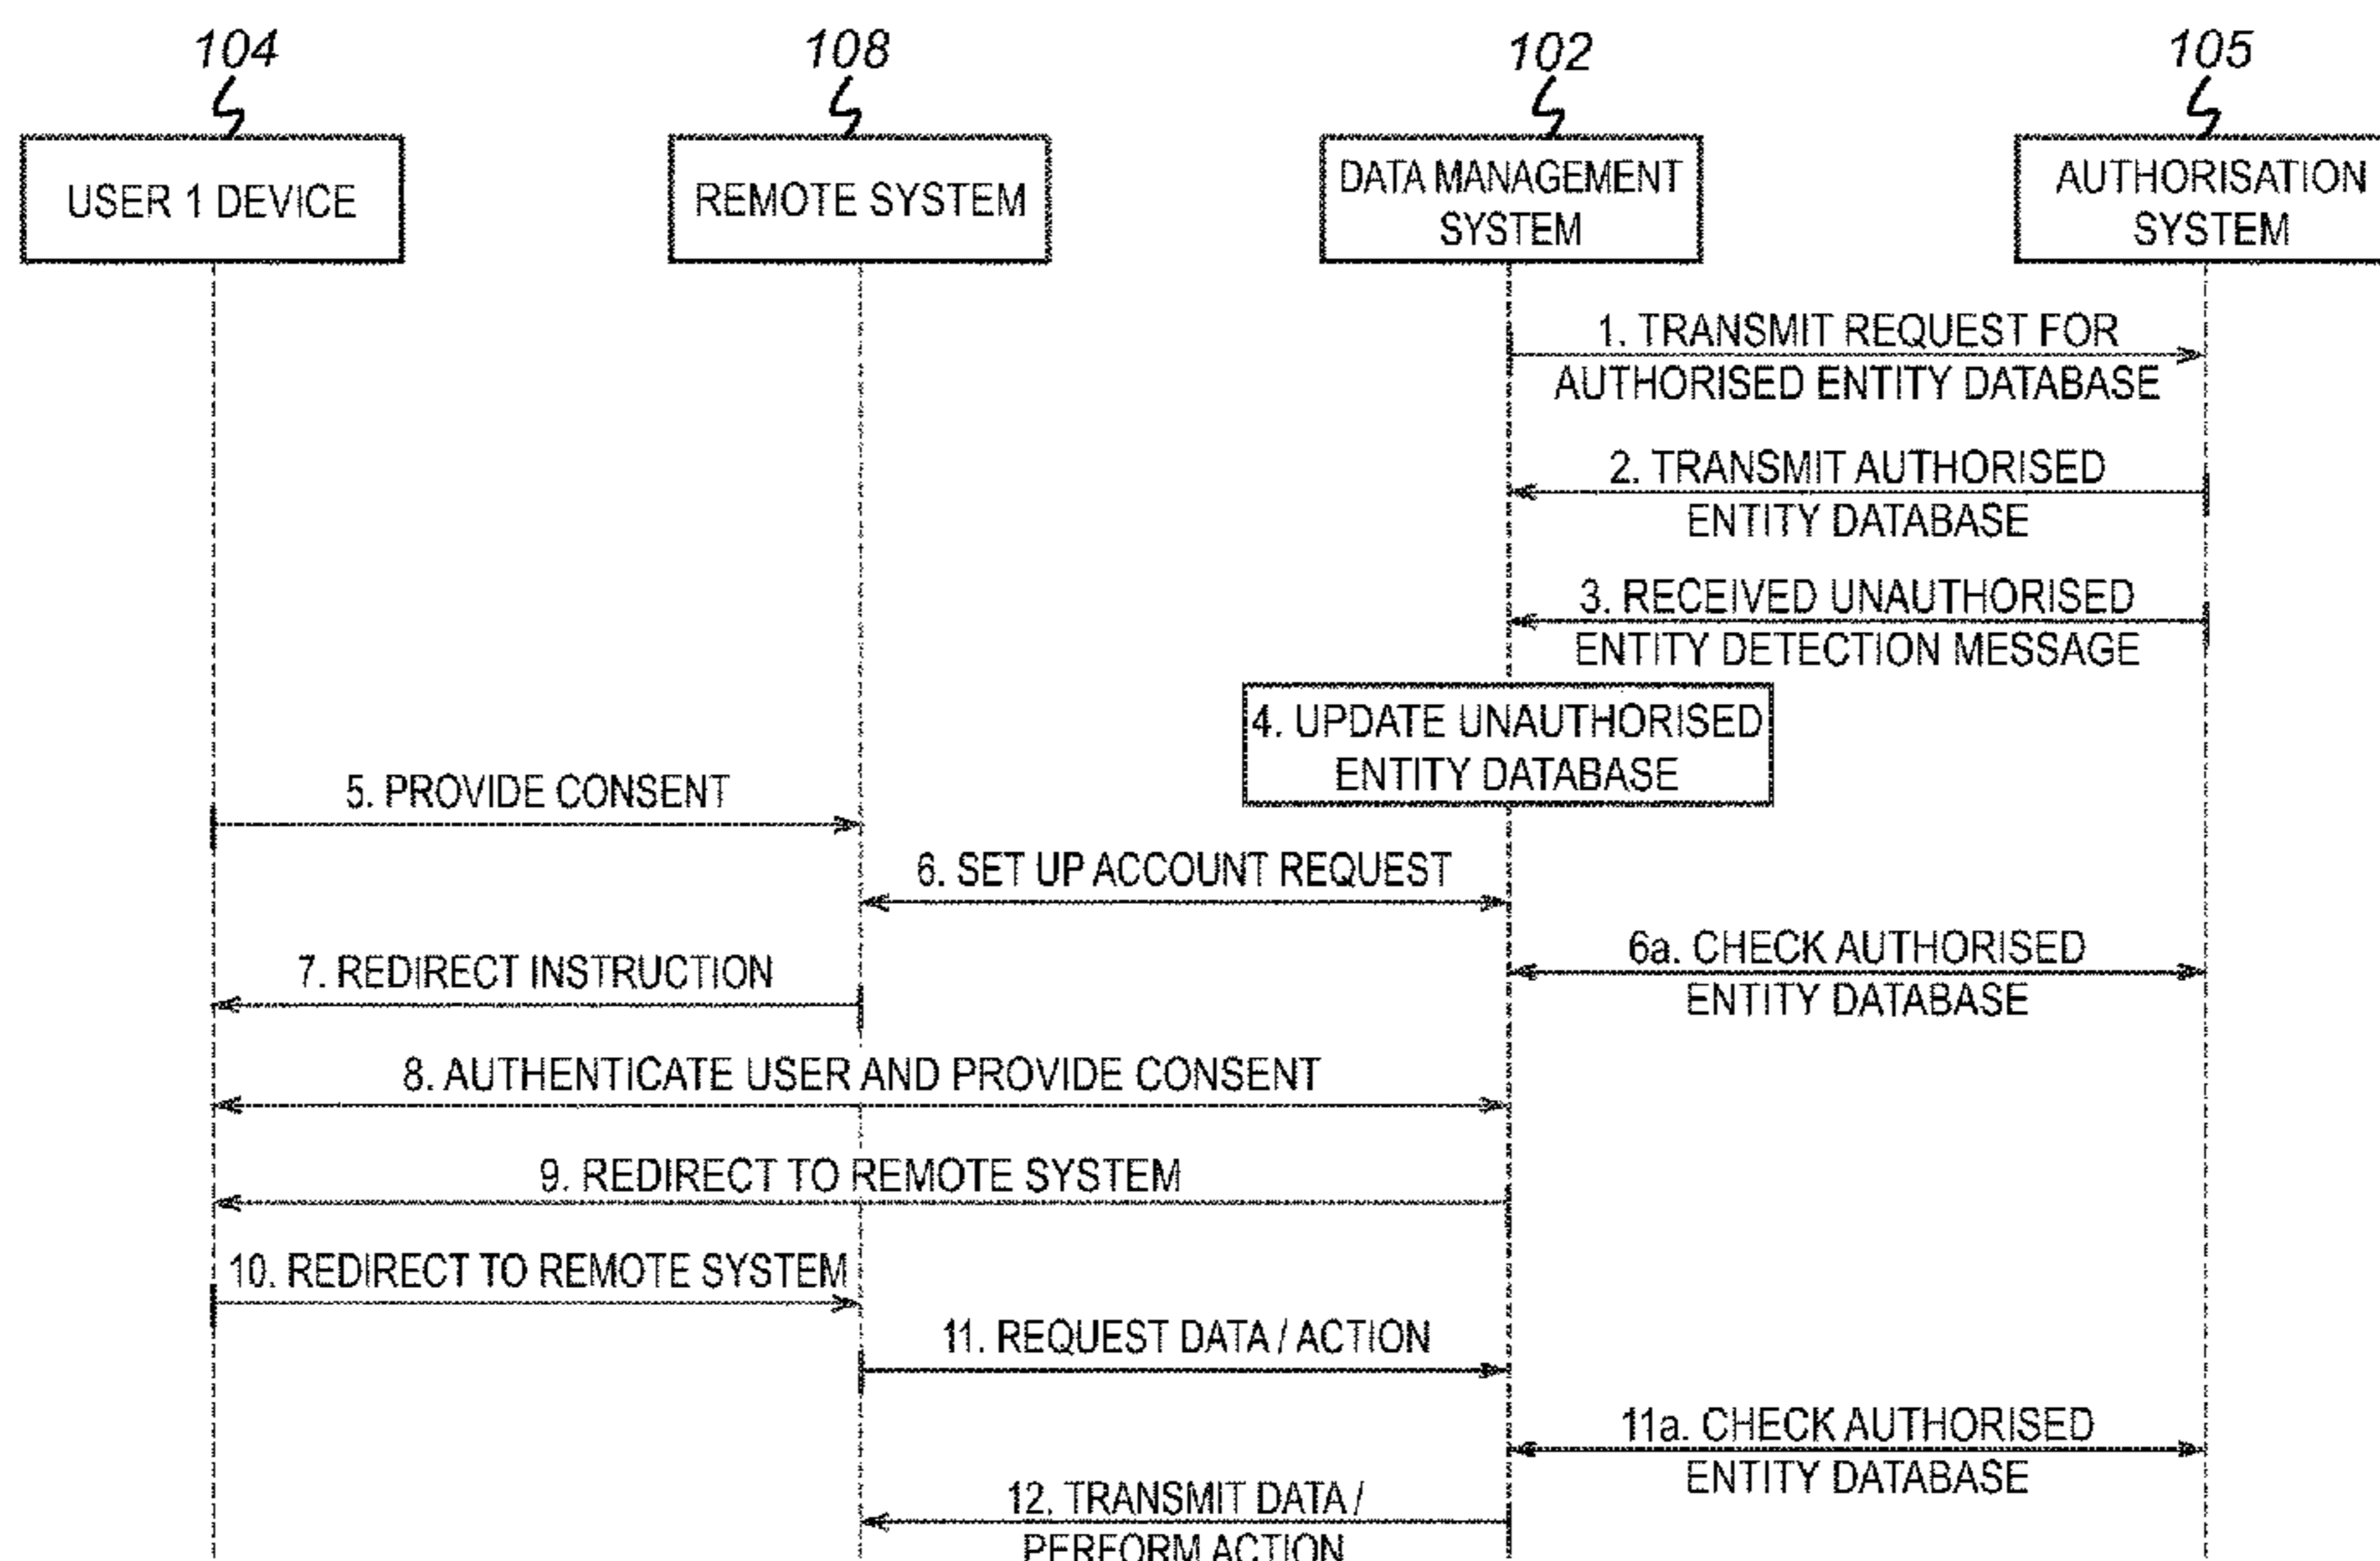 104
108
102
105
USER 1 DEVICE
REMOTE SYSTEM
DATA MANAGEMENT
SYSTEM
AUTHORISATION
SYSTEM
1. TRANSMIT REQUEST FOR
AUTHORISED ENTITY DATABASE
2. TRANSMIT AUTHORISED
ENTITY DATABASE
3. RECEIVED UNAUTHORISED
ENTITY DETECTION MESSAGE
4. UPDATE UNAUTHORISED
ENTITY DATABASE
5. PROVIDE CONSENT
6. SET UP ACCOUNT REQUEST
6a. CHECK AUTHORISED
ENTITY DATABASE
7. REDIRECT INSTRUCTION
8. AUTHENTICATE USER AND PROVIDE CONSENT
9. REDIRECT TO REMOTE SYSTEM
10. REDIRECT TO REMOTE SYSTEM
11. REQUEST DATA / ACTION
11a. CHECK AUTHORISED
ENTITY DATABASE
12. TRANSMIT DATA /
PERFORM ACTION